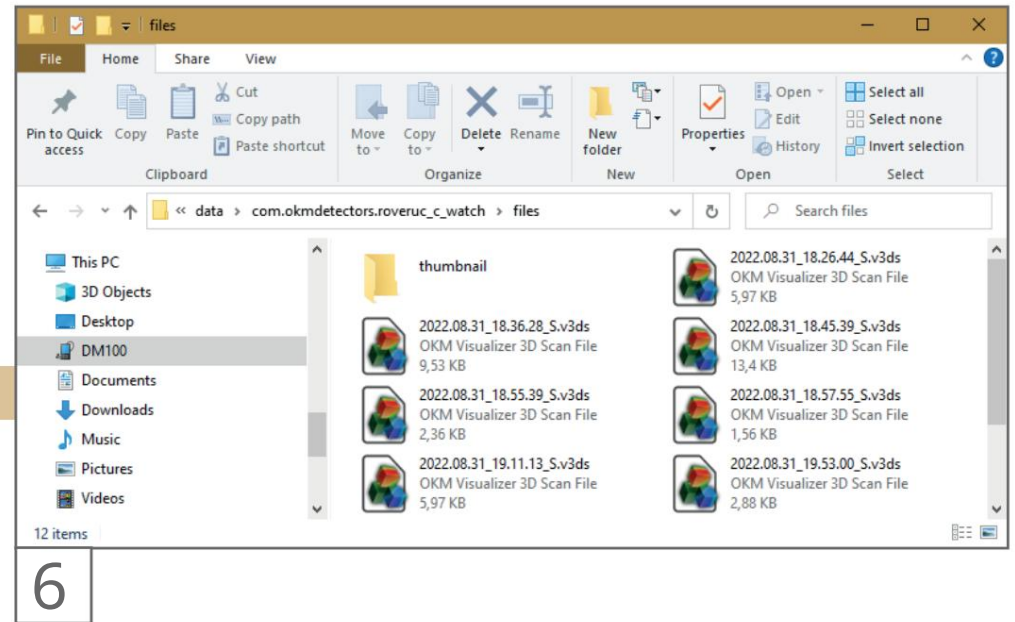 files
File Home Share View
Pin to Quick access
Copy
Paste
Cut
Copy path
Paste shortcut
Clipboard
Move to
Copy to
Delete
Rename
Organize
New folder
New
Properties
Open
Edit
History
Open
Select all
Select none
Invert selection
Select
« data > com.okmdetectors.roveruc_c_watch > files
Search files
This PC
3D Objects
Desktop
DM100
Documents
Downloads
Music
Pictures
Videos
thumbnail
2022.08.31_18.26.44_S.v3ds
OKM Visualizer 3D Scan File
5,97 KB
2022.08.31_18.36.28_S.v3ds
OKM Visualizer 3D Scan File
9,53 KB
2022.08.31_18.45.39_S.v3ds
OKM Visualizer 3D Scan File
13,4 KB
2022.08.31_18.55.39_S.v3ds
OKM Visualizer 3D Scan File
2,36 KB
2022.08.31_18.57.55_S.v3ds
OKM Visualizer 3D Scan File
1,56 KB
2022.08.31_19.11.13_S.v3ds
OKM Visualizer 3D Scan File
5,97 KB
2022.08.31_19.53.00_S.v3ds
OKM Visualizer 3D Scan File
2,88 KB
12 items
6